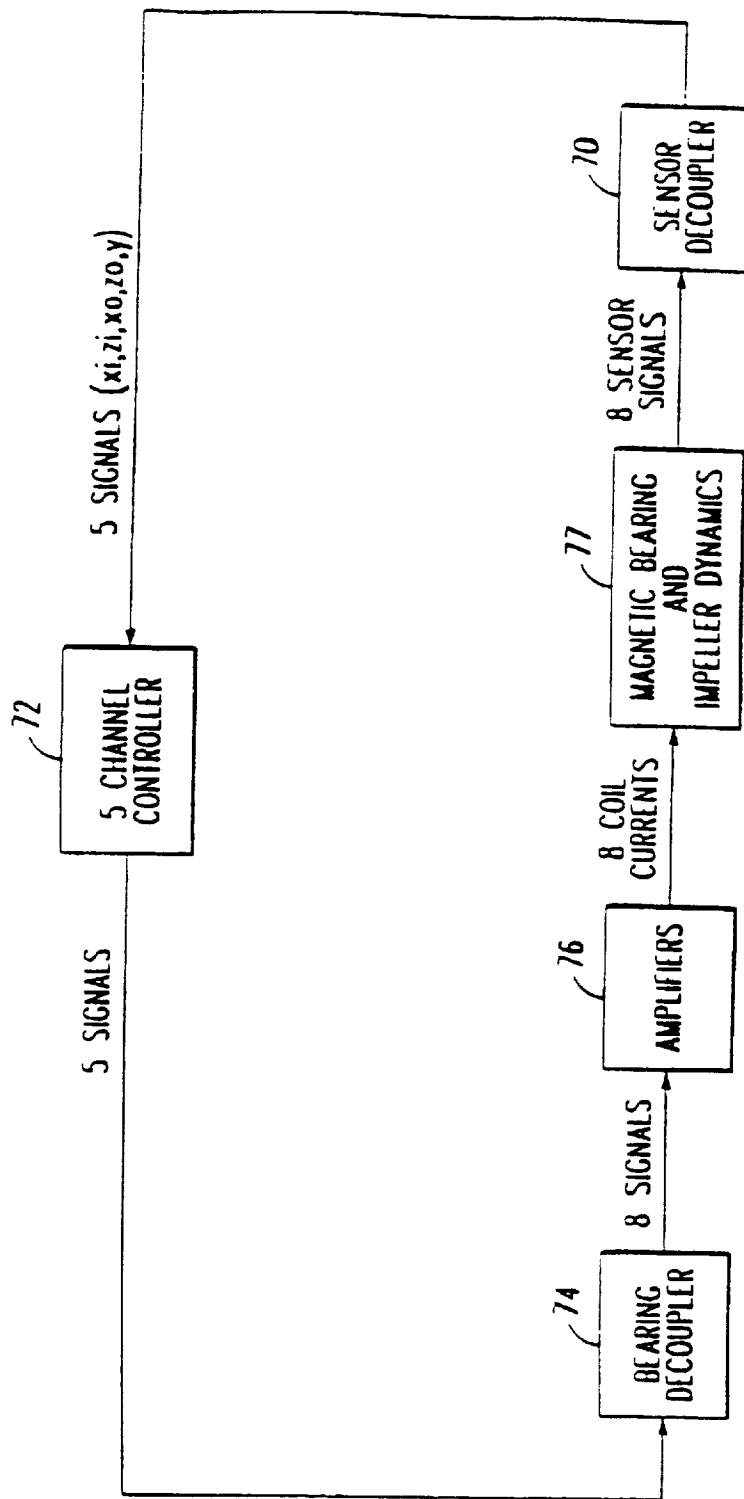 72
5 CHANNEL
CONTROLLER
5 SIGNALS
5 SIGNALS (xi,zi,xo,zo,y)
74
BEARING
DECOUPLER
8 SIGNALS
76
AMPLIFIERS
8 COIL
CURRENTS
77
MAGNETIC BEARING
AND
IMPELLER DYNAMICS
8 SENSOR
SIGNALS
70
SENSOR
DECOUPLER